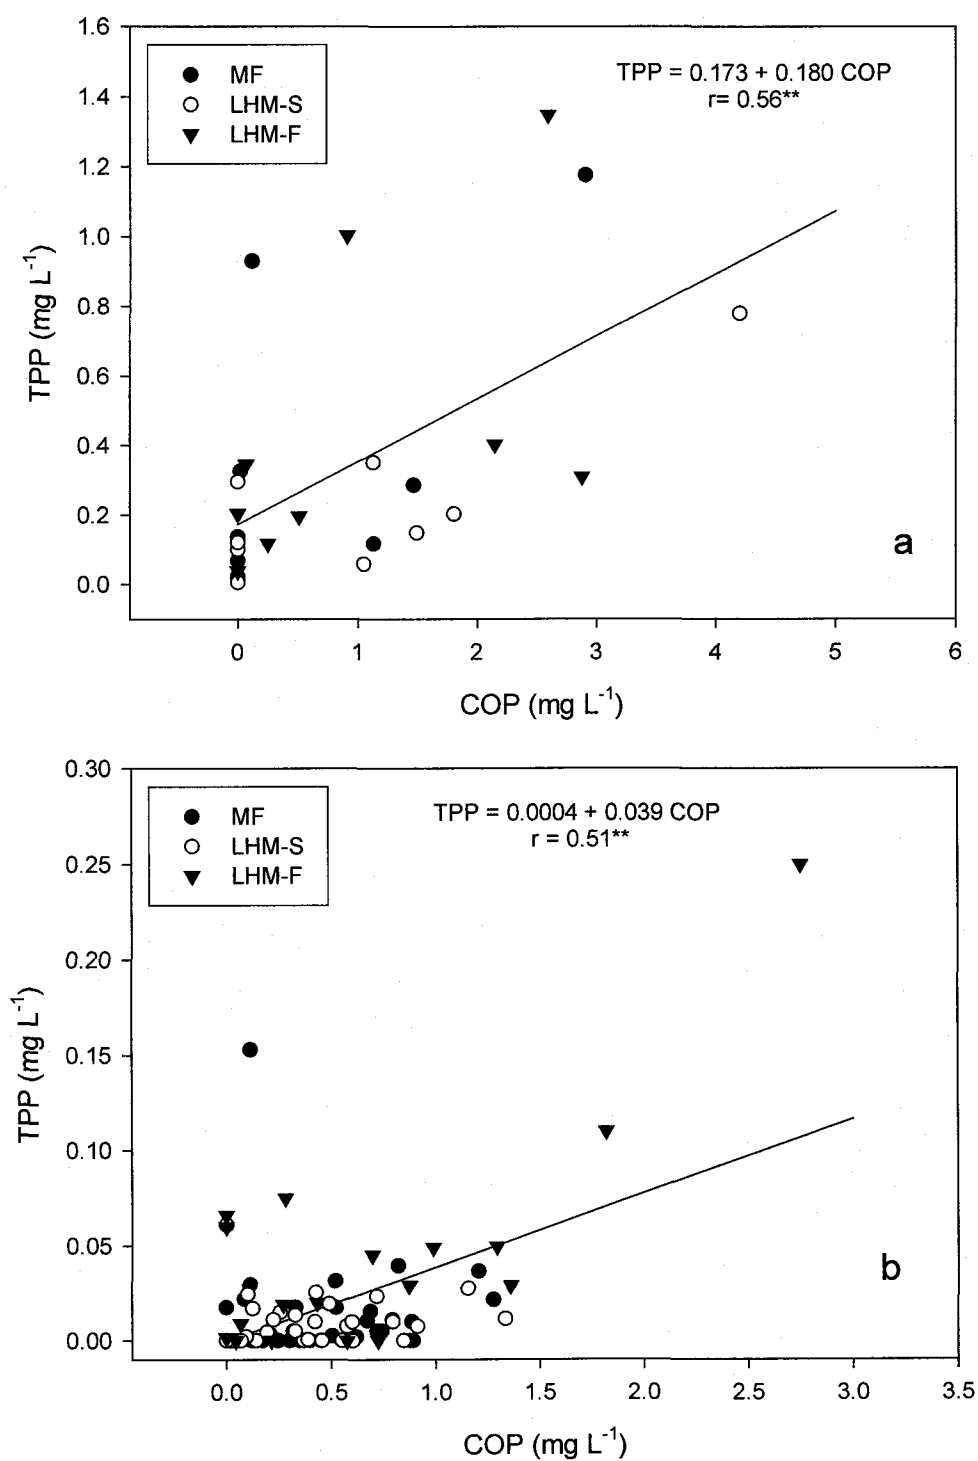 1.6
1.4
1.2
1.0
0.8
0.6
0.4
0.2
0.0
TPP (mg L⁻¹)
MF
LHM-S
LHM-F
TPP = 0.173 + 0.180 COP
r= 0.56**
a
0 1 2 3 4 5 6
COP (mg L⁻¹)
0.30
0.25
0.20
0.15
0.10
0.05
0.00
TPP (mg L⁻¹)
MF
LHM-S
LHM-F
TPP = 0.0004 + 0.039 COP
r = 0.51**
b
0.0 0.5 1.0 1.5 2.0 2.5 3.0 3.5
COP (mg L⁻¹)